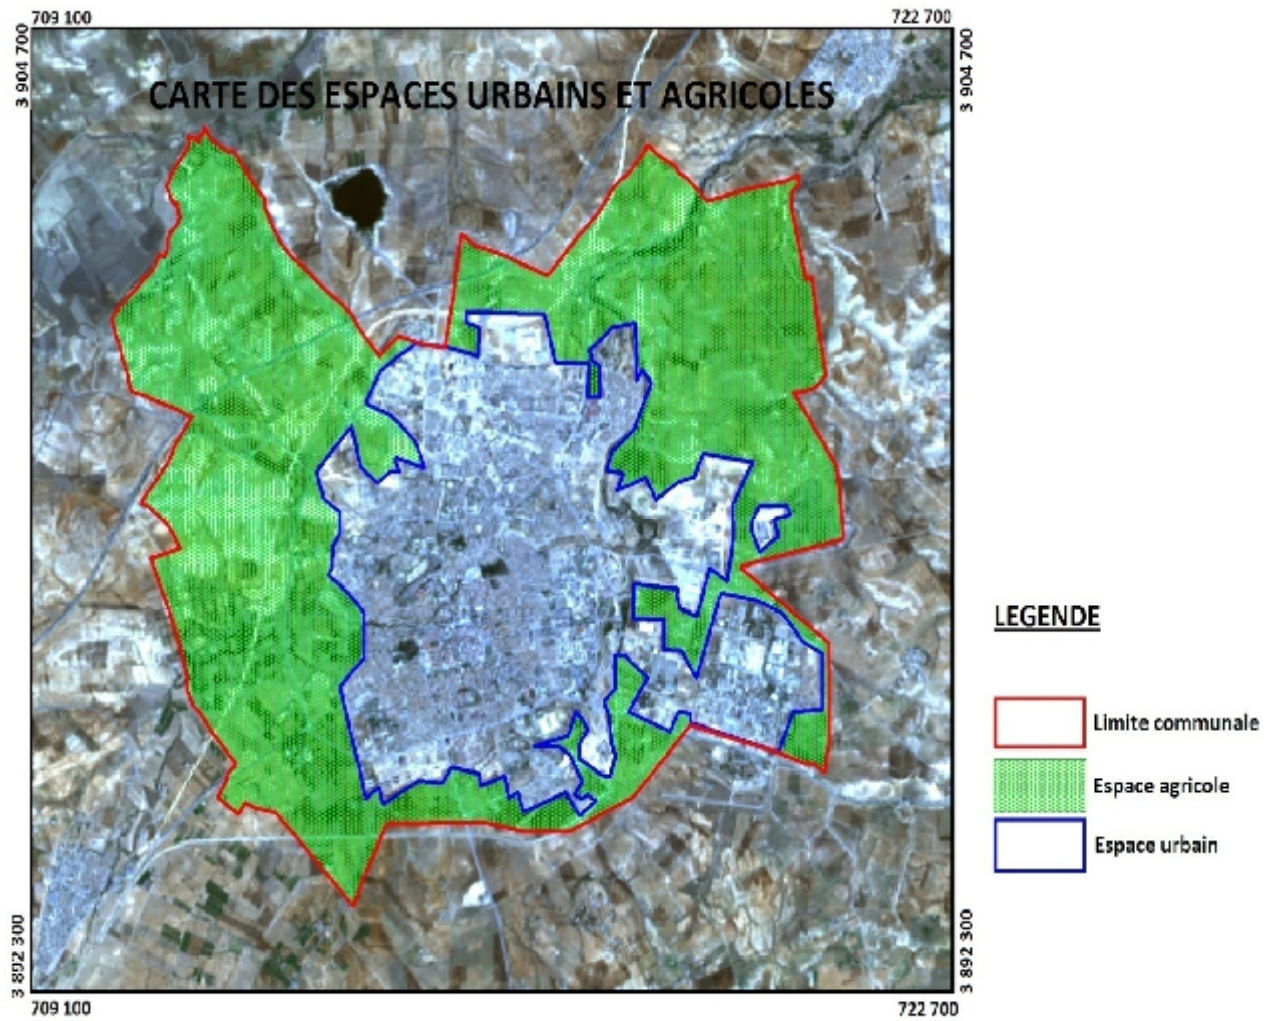 709 100
722 700
3 904 700
3 904 700
CARTE DES ESPACES URBAINS ET AGRICOLES
LEGENDE
Limite communale
Espace agricole
Espace urbain
3 892 300
3 892 300
709 100
722 700